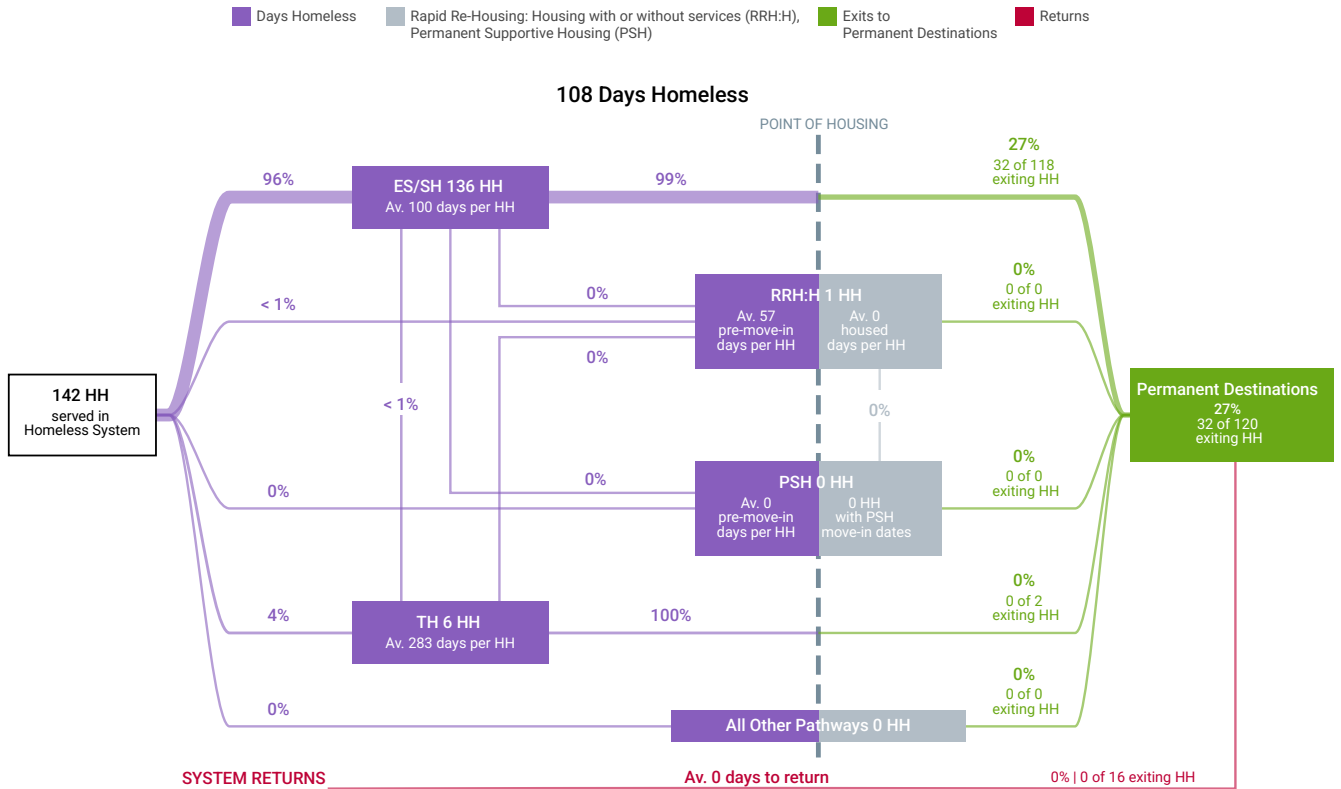 Days Homeless
Rapid Re-Housing: Housing with or without services (RRH:H),
Permanent Supportive Housing (PSH)
Exits to
Permanent Destinations
Returns
108 Days Homeless
POINT OF HOUSING
96%
ES/SH 136 HH
Av. 100 days per HH
99%
27%
32 of 118
exiting HH
< 1%
0%
0%
RRH:H 1 HH
Av. 57
pre-move-in
days per HH
Av. 0
housed
days per HH
0%
0 of 0
exiting HH
142 HH
served in
Homeless System
< 1%
0%
Permanent Destinations
27%
32 of 120
exiting HH
0%
0%
PSH 0 HH
Av. 0
pre-move-in
days per HH
0 HH
with PSH
move-in dates
0%
0 of 0
exiting HH
4%
TH 6 HH
Av. 283 days per HH
100%
0%
0 of 2
exiting HH
0%
All Other Pathways 0 HH
0%
0 of 0
exiting HH
SYSTEM RETURNS
Av. 0 days to return
0% | 0 of 16 exiting HH